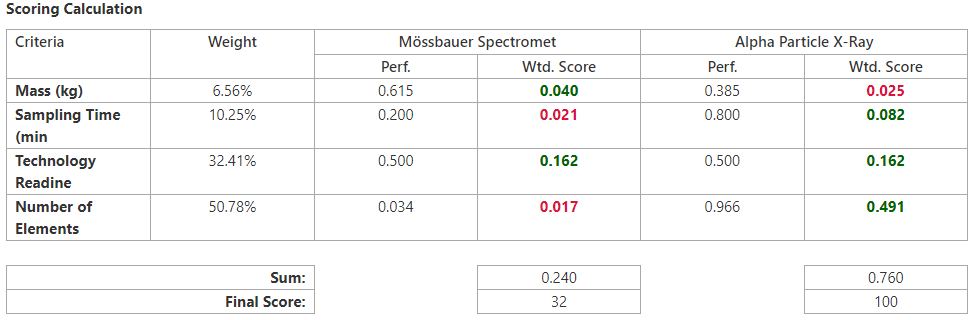 Scoring Calculation
Criteria Weight Mössbauer Spectromet Alpha Particle X-Ray
Perf. Wtd. Score Perf. Wtd. Score
Mass (kg) 6.56% 0.615 0.040 0.385 0.025
Sampling Time 10.25% 0.200 0.021 0.800 0.082
(min
Technology 32.41% 0.500 0.162 0.500 0.162
Readine
Number of 50.78% 0.034 0.017 0.966 0.491
Elements
Sum: 0.240 0.760
Final Score: 32 100